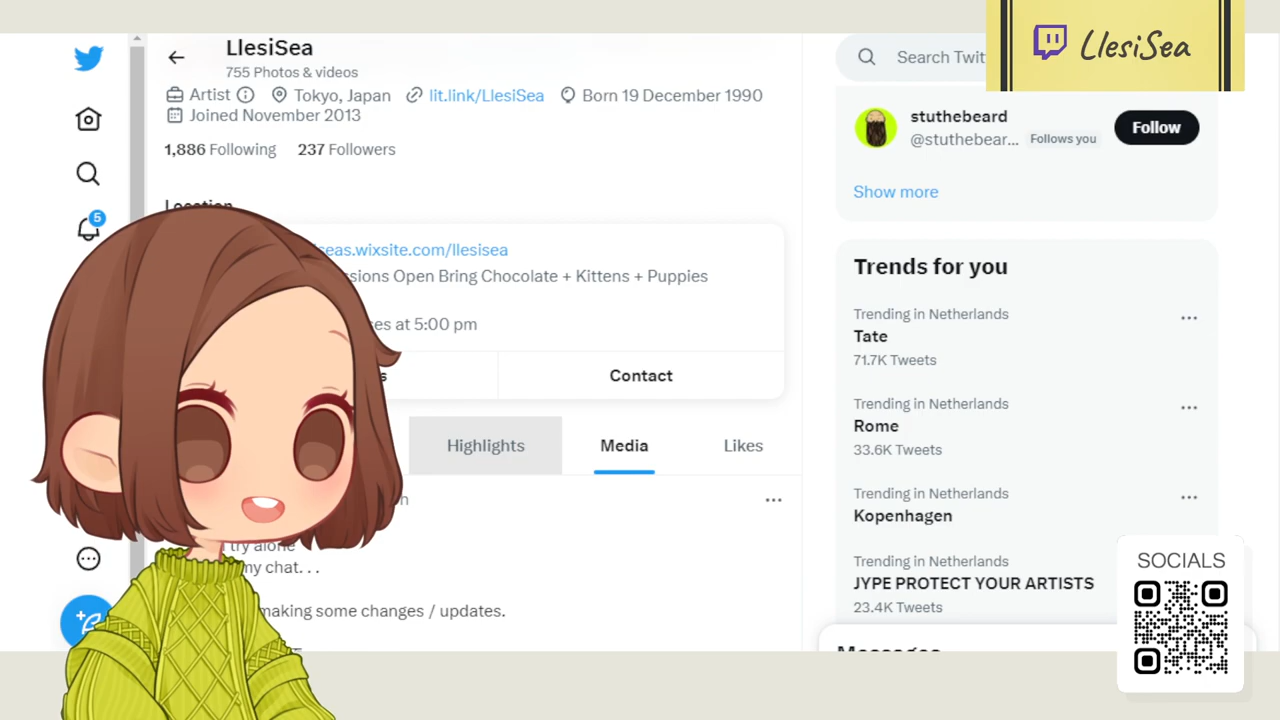 LlesiSea
755 Photos & videos
Artist
Tokyo, Japan
lit.link/LlesiSea
Born 19 December 1990
Joined November 2013
1,886 Following
237 Followers
Location
seas.wixsite.com/llesisea
Open Bring Chocolate + Kittens + Puppies
at 5:00 pm
Contact
Highlights
Media
Likes
try alone
my chat. . .
making some changes / updates.
5
Search Twit
LlesiSea
stuthebeard
@stuthebear...
Follows you
Follow
Show more
Trends for you
Trending in Netherlands
Tate
71.7K Tweets
Trending in Netherlands
Rome
33.6K Tweets
Trending in Netherlands
Kopenhagen
Trending in Netherlands
JYPE PROTECT YOUR ARTISTS
23.4K Tweets
Messages
SOCIALS